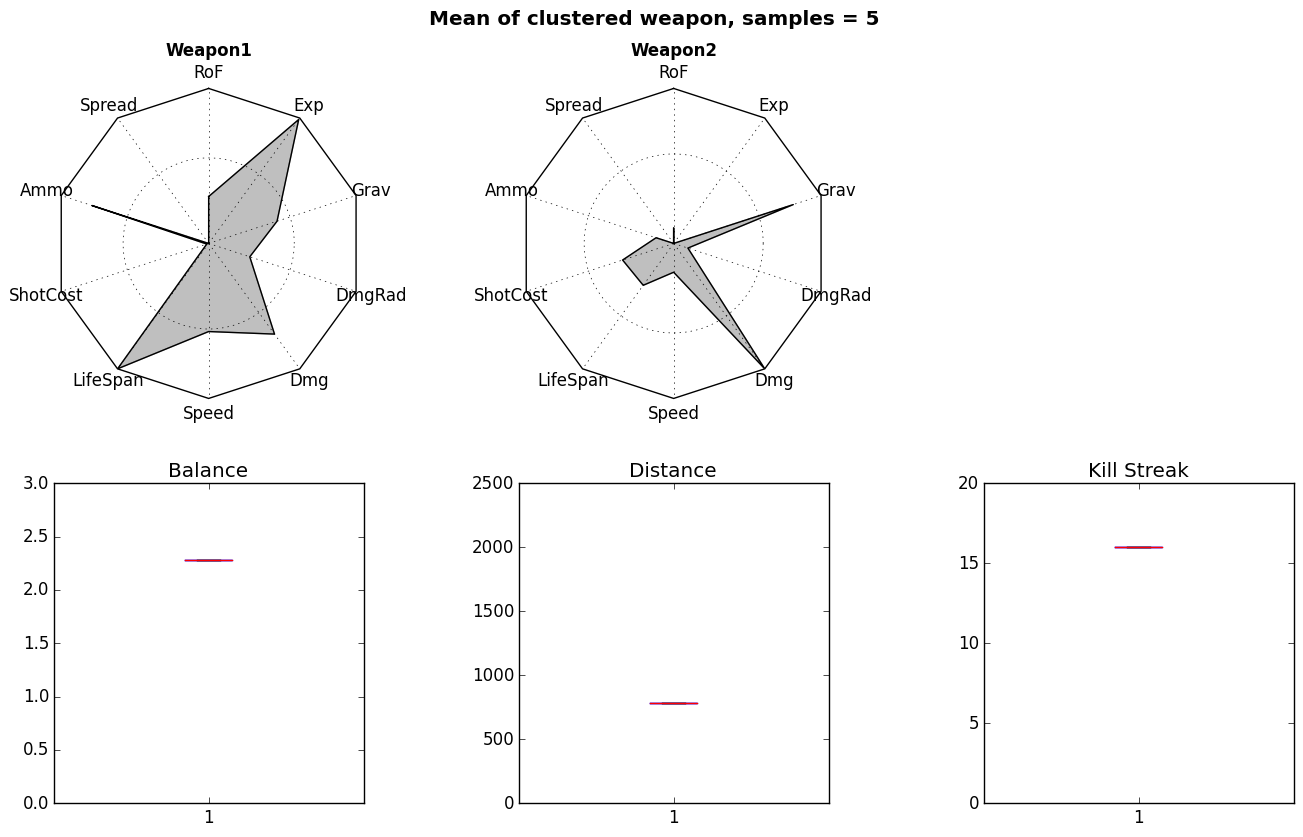 Mean of clustered weapon, samples = 5
Weapon1
RoF
Spread
Exp
Ammo
Grav
ShotCost
DmgRad
LifeSpan
Dmg
Speed
Weapon2
RoF
Spread
Exp
Ammo
Grav
ShotCost
DmgRad
LifeSpan
Dmg
Speed
Balance
3.0
2.5
2.0
1.5
1.0
0.5
0.0
1
Distance
2500
2000
1500
1000
500
0
1
Kill Streak
20
15
10
5
0
1